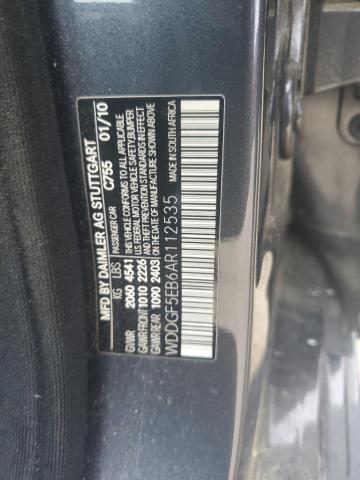 MFD BY DAIMLER AG STUTTGART
PASSENGER CAR C755 01/10
KG LBS
GVWR 2060 4541
GAWR FRONT 1010 2226
GAWR REAR 1090 2403
THIS VEHICLE CONFORMS TO ALL APPLICABLE
U.S. FEDERAL MOTOR VEHICLE SAFETY, BUMPER
AND THEFT PREVENTION STANDARDS IN EFFECT
ON THE DATE OF MANUFACTURE SHOWN ABOVE.
MADE IN SOUTH AFRICA
WDDGF5EB6AR112535